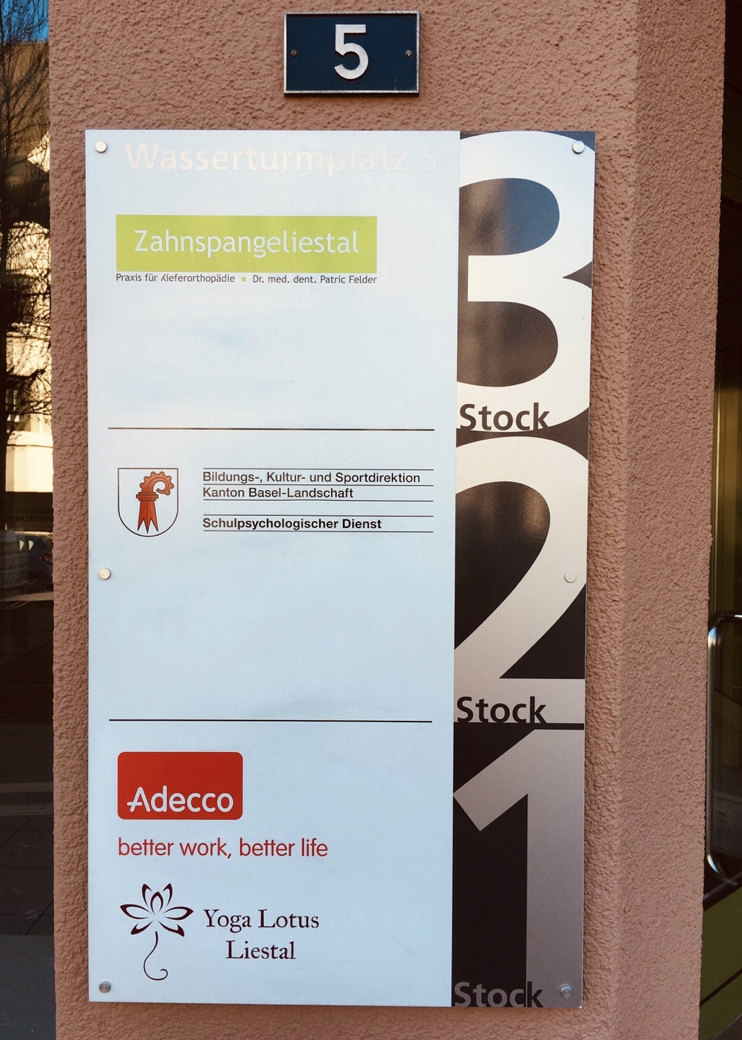 5
Wasserturmplatz 5
Zahnspangeliestal
Praxis für Kieferorthopädie ▪ Dr. med. dent. Patric Felder
3
Stock
Bildungs-, Kultur- und Sportdirektion
Kanton Basel-Landschaft
Schulpsychologischer Dienst
2
Stock
Adecco
better work, better life
Yoga Lotus
Liestal
1
Stock